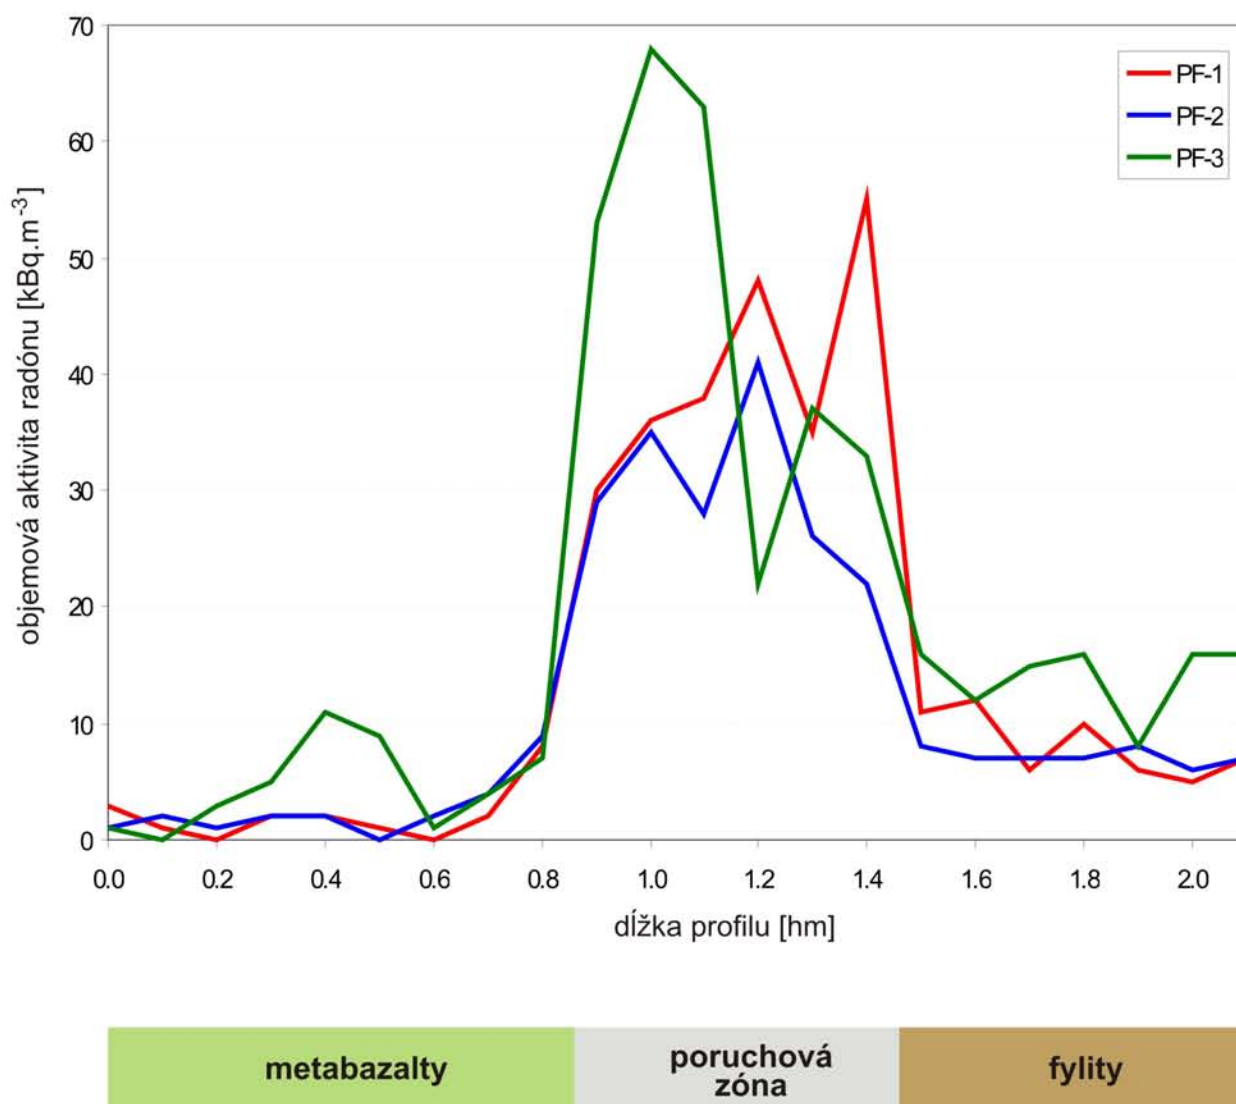 70
60
50
40
30
20
10
0
objemová aktivita radónu [kBq.m-3]
PF-1
PF-2
PF-3
0.0 0.2 0.4 0.6 0.8 1.0 1.2 1.4 1.6 1.8 2.0
dĺžka profilu [hm]
metabazalty
poruchová
zóna
fylity